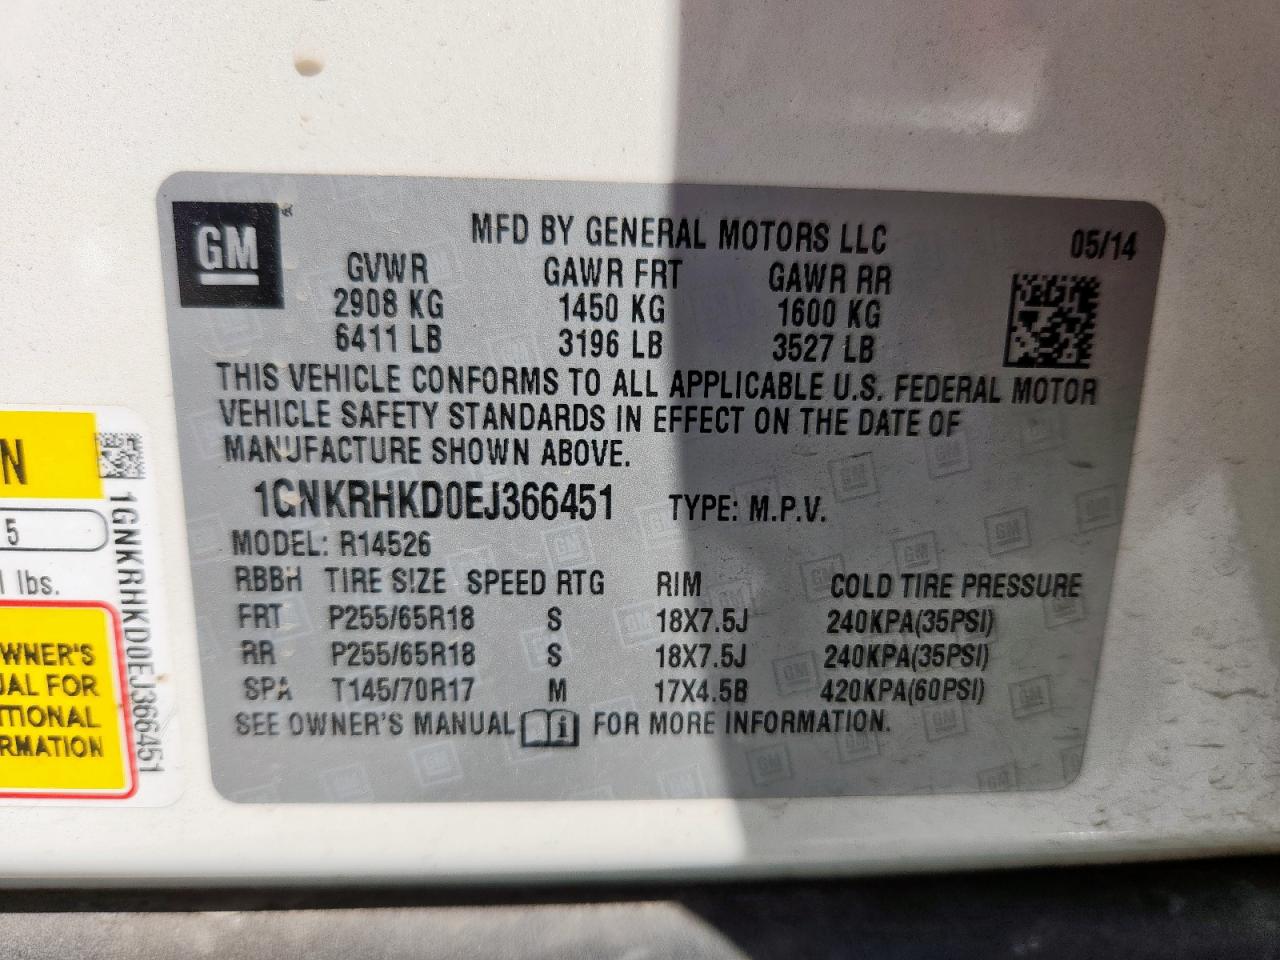 GM
MFD BY GENERAL MOTORS LLC
05/14
GVWR GAWR FRT GAWR RR
2908 KG 1450 KG 1600 KG
6411 LB 3196 LB 3527 LB
THIS VEHICLE CONFORMS TO ALL APPLICABLE U.S. FEDERAL MOTOR
VEHICLE SAFETY STANDARDS IN EFFECT ON THE DATE OF
MANUFACTURE SHOWN ABOVE.
1GNKRHKD0EJ366451 TYPE: M.P.V.
MODEL: R14526
RBBH TIRE SIZE SPEED RTG RIM COLD TIRE PRESSURE
FRT P255/65R18 S 18X7.5J 240KPA(35PSI)
RR P255/65R18 S 18X7.5J 240KPA(35PSI)
SPA T145/70R17 M 17X4.5B 420KPA(60PSI)
SEE OWNER'S MANUAL FOR MORE INFORMATION.
N
5
lbs.
WNER'S
UAL FOR
ITIONAL
RMATION
1GNKRHKD0EJ366451